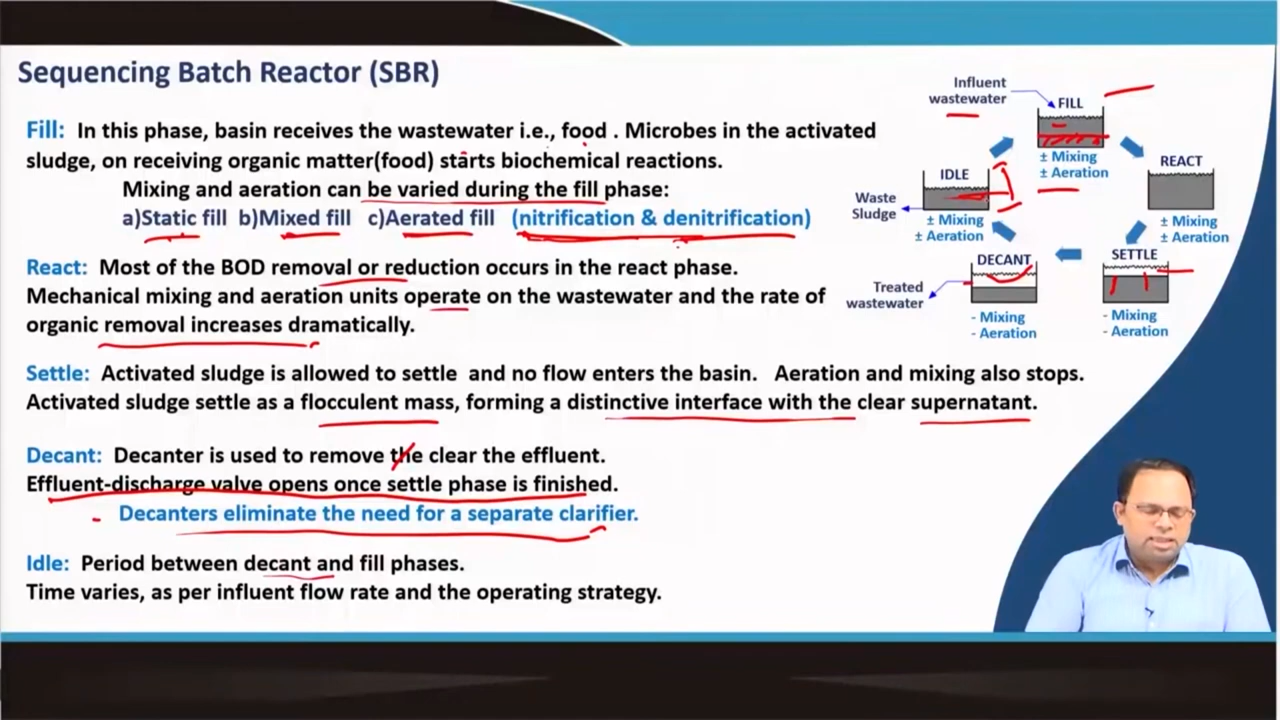 Sequencing Batch Reactor (SBR)
Fill: In this phase, basin receives the wastewater i.e., food . Microbes in the activated
sludge, on receiving organic matter(food) starts biochemical reactions.
Mixing and aeration can be varied during the fill phase:
a)Static fill b)Mixed fill c)Aerated fill (nitrification & denitrification)
React: Most of the BOD removal or reduction occurs in the react phase.
Mechanical mixing and aeration units operate on the wastewater and the rate of
organic removal increases dramatically.
Settle: Activated sludge is allowed to settle and no flow enters the basin. Aeration and mixing also stops.
Activated sludge settle as a flocculent mass, forming a distinctive interface with the clear supernatant.
Decant: Decanter is used to remove the clear the effluent.
Effluent-discharge valve opens once settle phase is finished.
Decanters eliminate the need for a separate clarifier.
Idle: Period between decant and fill phases.
Time varies, as per influent flow rate and the operating strategy.
Influent
wastewater
FILL
± Mixing
± Aeration
REACT
± Mixing
± Aeration
SETTLE
- Mixing
- Aeration
DECANT
Treated
wastewater
- Mixing
- Aeration
IDLE
Waste
Sludge
± Mixing
± Aeration